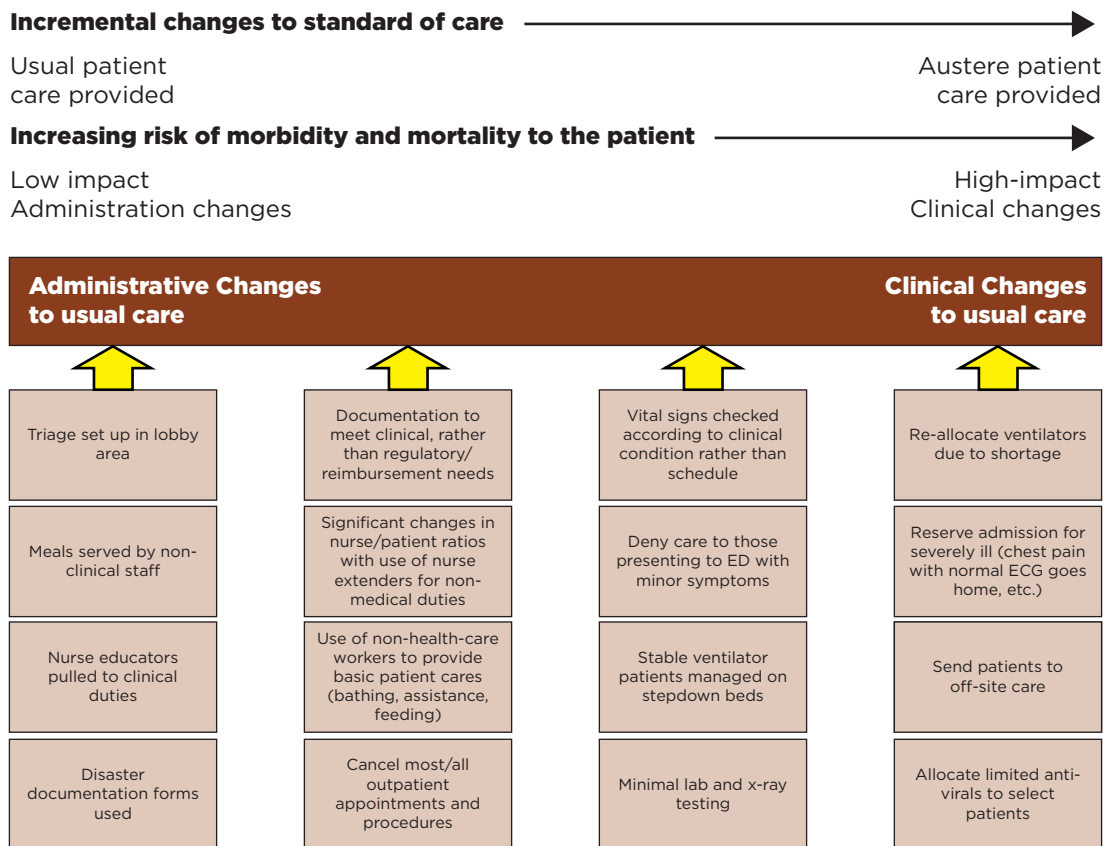 Incremental changes to standard of care
Usual patient
care provided
Austere patient
care provided
Increasing risk of morbidity and mortality to the patient
Low impact
Administration changes
High-impact
Clinical changes
Administrative Changes
to usual care
Clinical Changes
to usual care
Triage set up in lobby
area
Meals served by non-
clinical staff
Nurse educators
pulled to clinical
duties
Disaster
documentation forms
used
Documentation to
meet clinical, rather
than regulatory/
reimbursement needs
Significant changes in
nurse/patient ratios
with use of nurse
extenders for non-
medical duties
Use of non-health-care
workers to provide
basic patient cares
(bathing, assistance,
feeding)
Cancel most/all
outpatient
appointments and
procedures
Vital signs checked
according to clinical
condition rather than
schedule
Deny care to those
presenting to ED with
minor symptoms
Stable ventilator
patients managed on
stepdown beds
Minimal lab and x-ray
testing
Re-allocate ventilators
due to shortage
Reserve admission for
severely ill (chest pain
with normal ECG goes
home, etc.)
Send patients to
off-site care
Allocate limited anti-
virals to select
patients